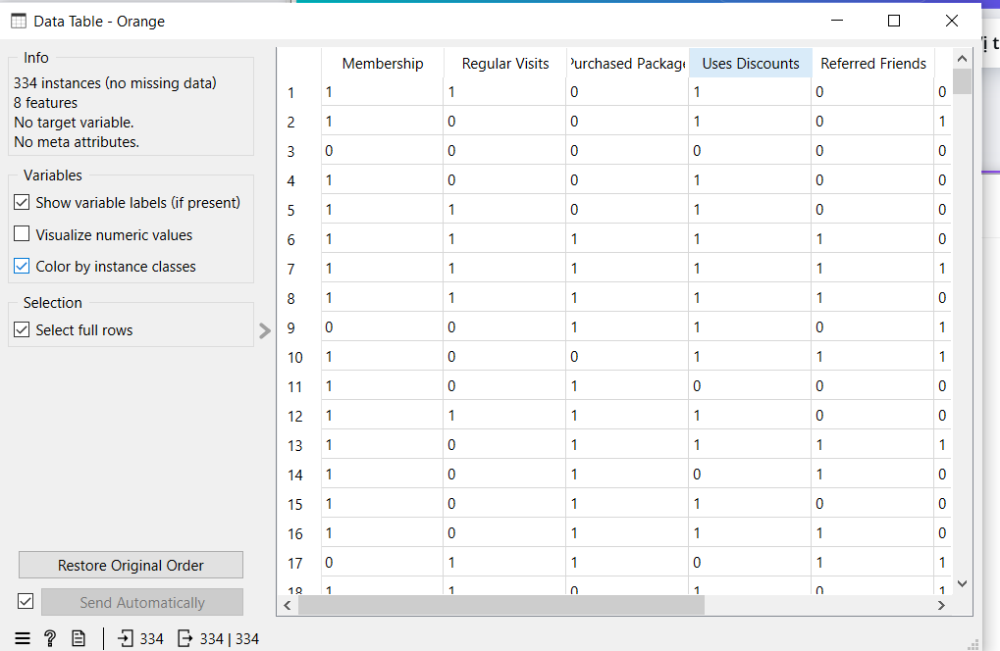 Data Table - Orange
Info
334 instances (no missing data)
8 features
No target variable.
No meta attributes.
Variables
Show variable labels (if present)
Visualize numeric values
Color by instance classes
Selection
Select full rows
Restore Original Order
Send Automatically
334
334 | 334
Membership Regular Visits Purchased Package Uses Discounts Referred Friends
1 1 1 0 1 0 0
2 1 0 0 1 0 1
3 0 0 0 0 0 0
4 1 0 0 1 0 0
5 1 1 0 1 0 0
6 1 1 1 1 1 0
7 1 1 1 1 1 1
8 1 1 1 1 1 0
9 0 0 1 1 0 1
10 1 0 0 1 1 1
11 1 0 1 0 0 0
12 1 1 1 1 0 0
13 1 0 1 1 1 1
14 1 0 1 0 1 0
15 1 0 1 1 0 0
16 1 0 1 1 1 0
17 0 1 1 0 1 1
18 1 1 0 1 0 1